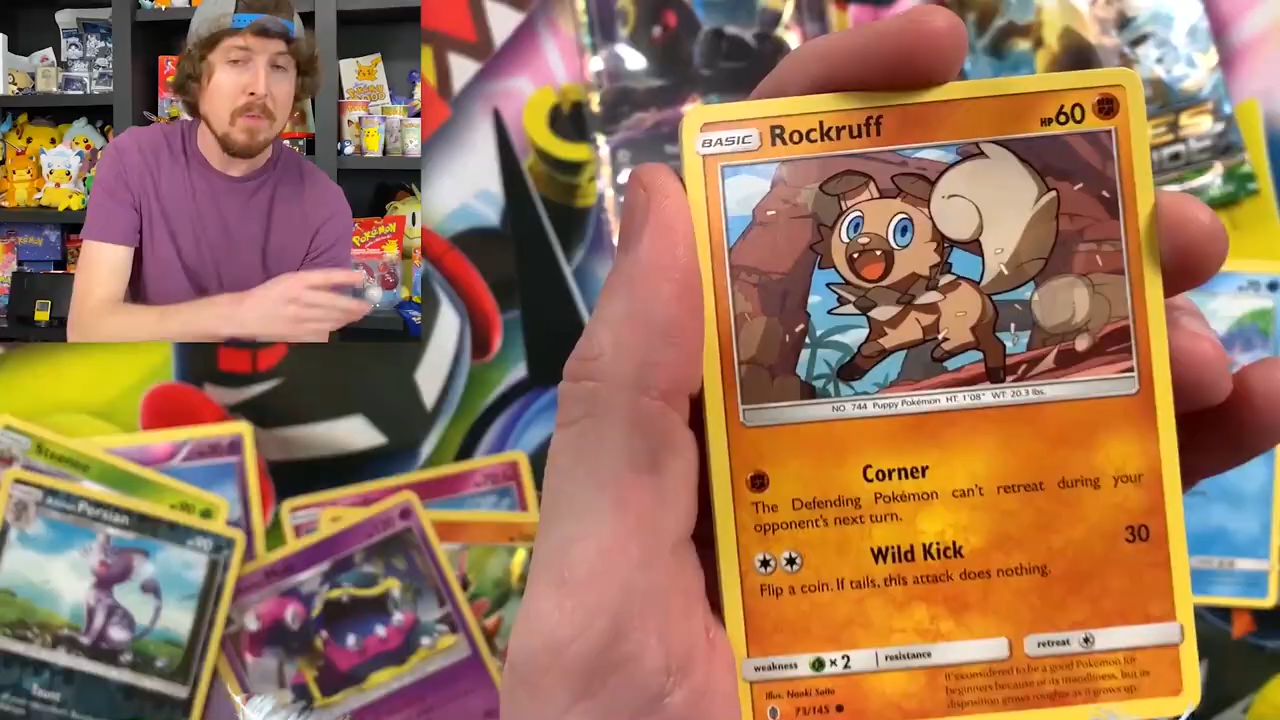 POKÉMON
BASIC
Rockruff
HP60
NO. 744 Puppy Pokémon HT: 1'08" WT: 20.3 lbs.
Corner
The Defending Pokémon can't retreat during your
opponent's next turn.
Wild Kick
30
Flip a coin. If tails, this attack does nothing.
weakness
×2
resistance
retreat
It's considered to be a good Pokémon for
beginners because of its friendliness, but its
disposition grows rougher as it grows up.
Illus. Naoki Saito
73/145
Steenee
90
Persian